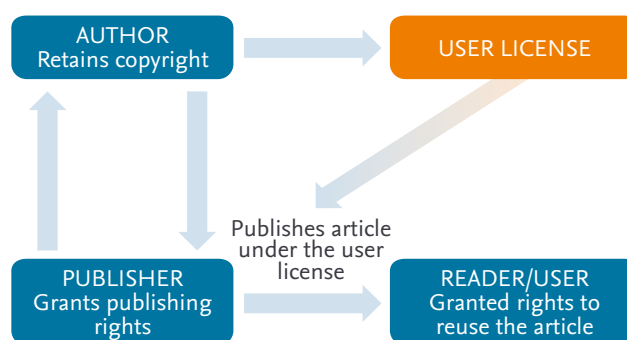 AUTHOR
Retains copyright
USER LICENSE
Publishes article
under the user
license
PUBLISHER
Grants publishing
rights
READER/USER
Granted rights to
reuse the article